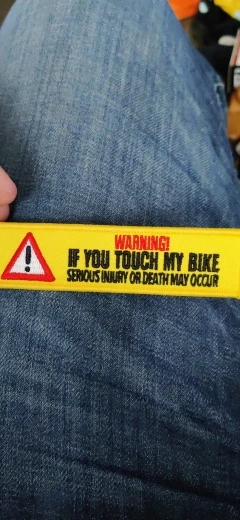 !
WARNING!
IF YOU TOUCH MY BIKE
SERIOUS INJURY OR DEATH MAY OCCUR